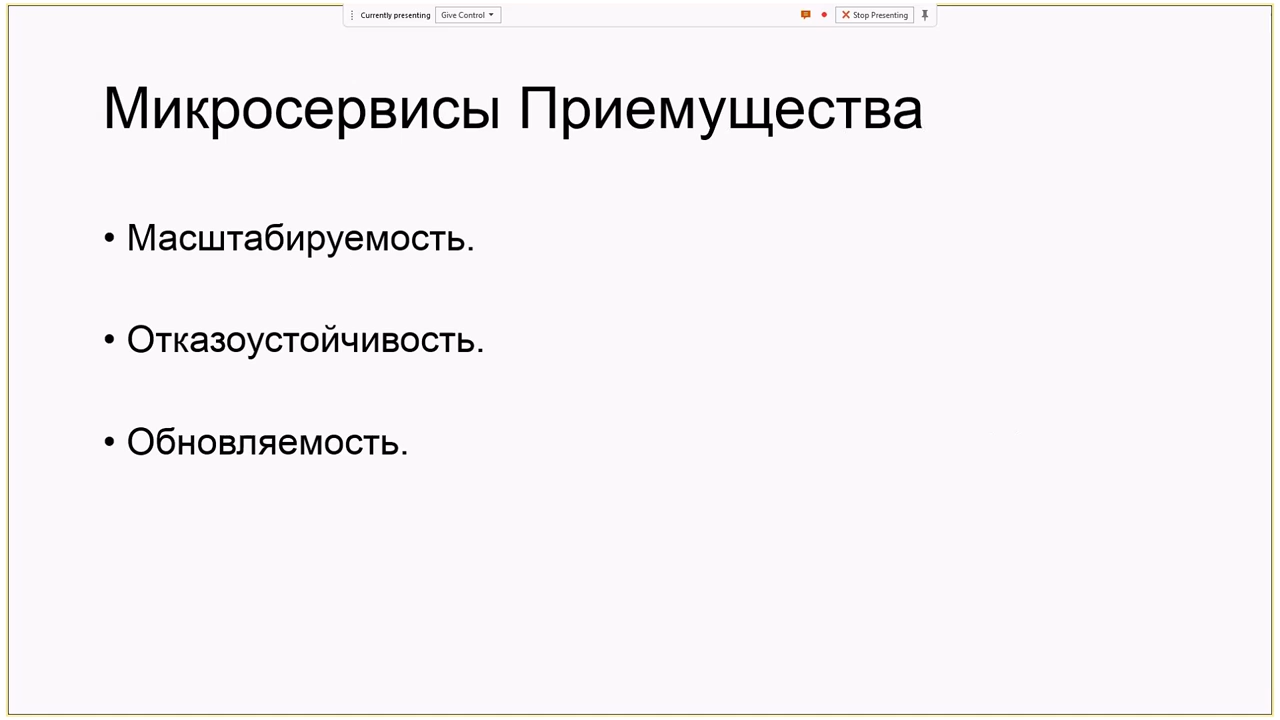 Currently presenting Give Control Stop Presenting
Микросервисы Приемущества
• Масштабируемость.
• Отказоустойчивость.
• Обновляемость.